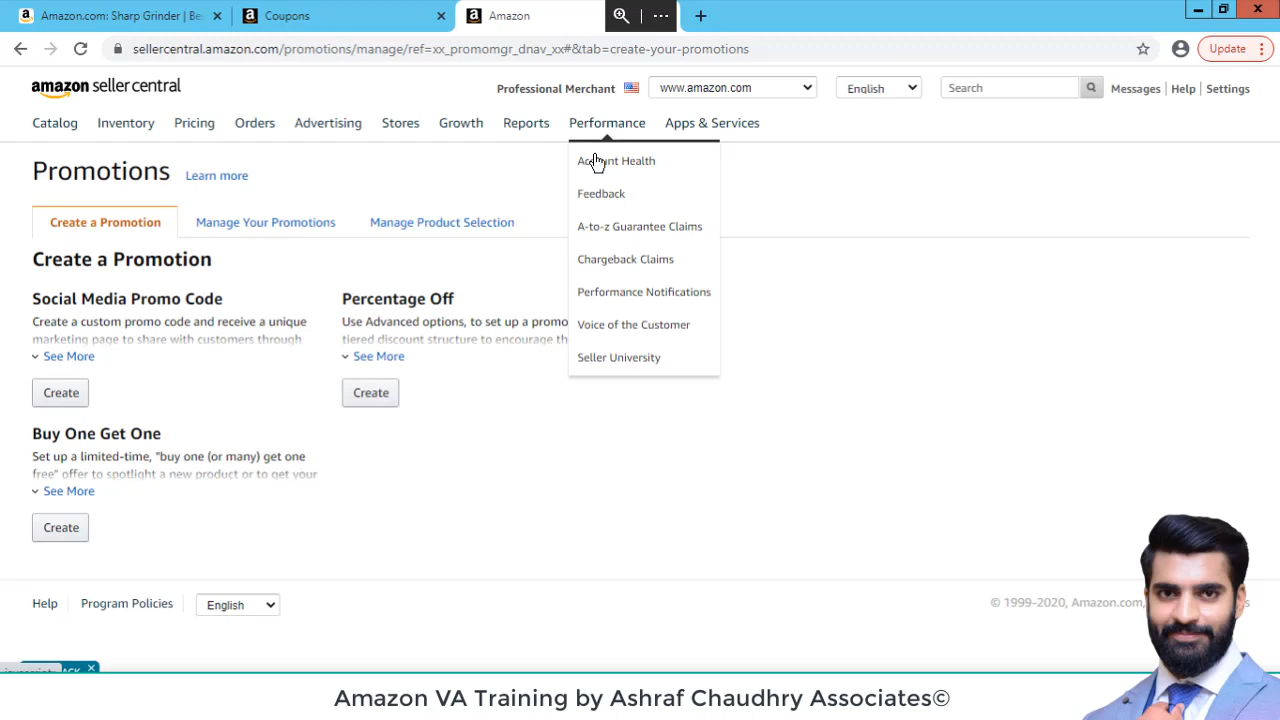 Amazon.com: Sharp Grinder | Bes
Coupons
Amazon
sellercentral.amazon.com/promotions/manage/ref=xx_promomgr_dnav_xx#&tab=create-your-promotions
Update
amazon seller central
Professional Merchant
www.amazon.com
English
Search
Messages | Help | Settings
Catalog Inventory Pricing Orders Advertising Stores Growth Reports Performance Apps & Services
Promotions Learn more
Account Health
Feedback
A-to-z Guarantee Claims
Chargeback Claims
Performance Notifications
Voice of the Customer
Seller University
Create a Promotion Manage Your Promotions Manage Product Selection
Create a Promotion
Social Media Promo Code
Create a custom promo code and receive a unique
marketing page to share with customers through
See More
Create
Percentage Off
Use Advanced options, to set up a promo
tiered discount structure to encourage th
See More
Create
Buy One Get One
Set up a limited-time, "buy one (or many) get one
free" offer to spotlight a new product or to get your
See More
Create
Help Program Policies English
© 1999-2020, Amazon.com,
Amazon VA Training by Ashraf Chaudhry Associates©